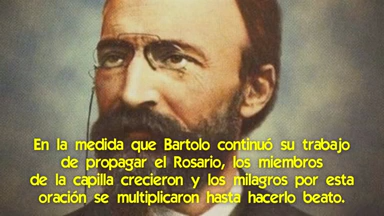 En la medida que Bartolo continuó su trabajo
de propagar el Rosario, los miembros
de la capilla crecieron y los milagros por esta
oración se multiplicaron hasta hacerlo beato.